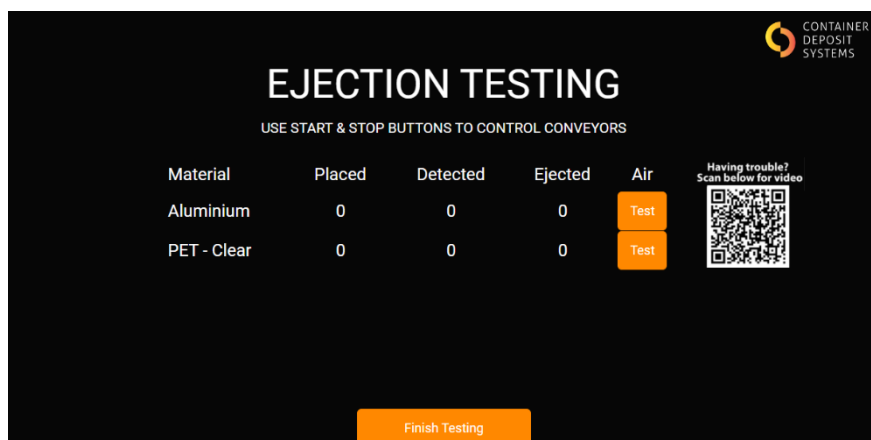 CONTAINER
DEPOSIT
SYSTEMS
EJECTION TESTING
USE START & STOP BUTTONS TO CONTROL CONVEYORS
Material Placed Detected Ejected Air
Aluminium 0 0 0 Test
PET - Clear 0 0 0 Test
Having trouble?
Scan below for video
Finish Testing